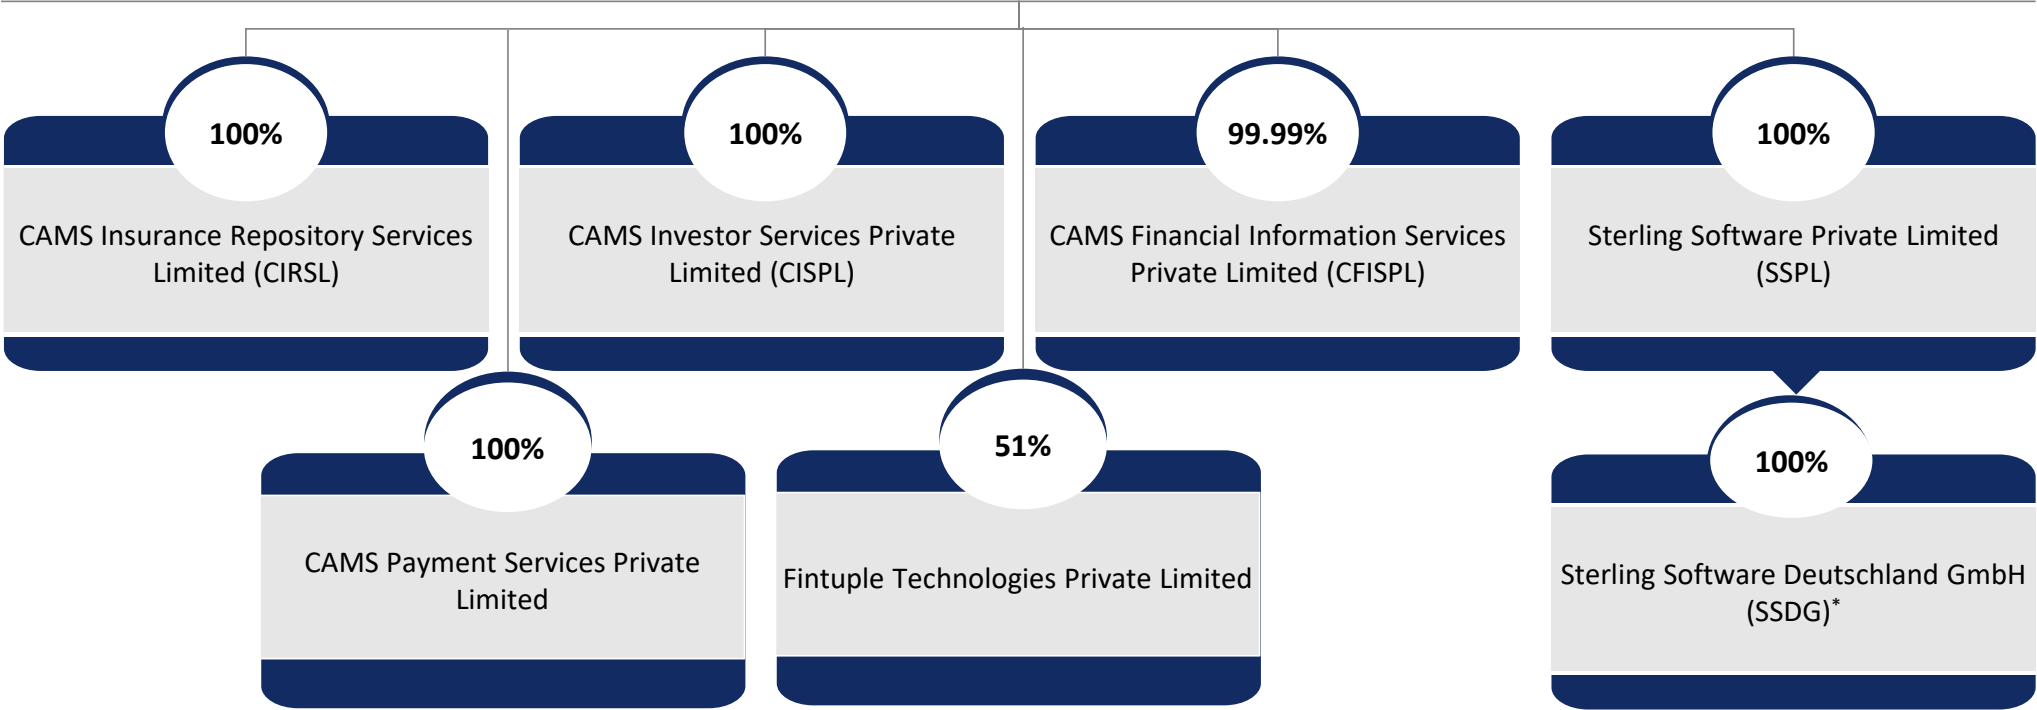 100%
CAMS Insurance Repository Services
Limited (CIRSL)
100%
CAMS Investor Services Private
Limited (CISPL)
99.99%
CAMS Financial Information Services
Private Limited (CFISPL)
100%
Sterling Software Private Limited
(SSPL)
100%
CAMS Payment Services Private
Limited
51%
Fintuple Technologies Private Limited
100%
Sterling Software Deutschland GmbH
(SSDG)*